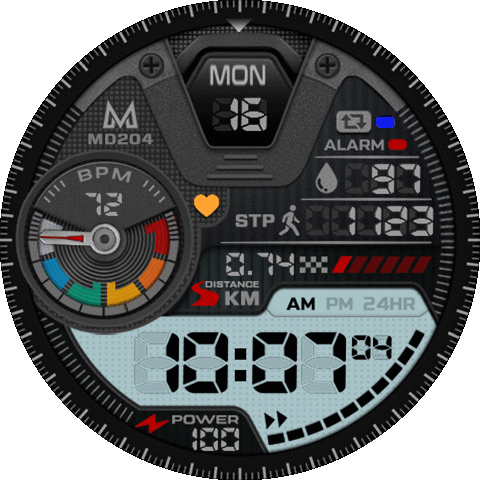 MON
16
MD204
ALARM
BPM
72
97
STP 1123
0.74
DISTANCE
KM
AM PM 24HR
10:07 04
POWER
100